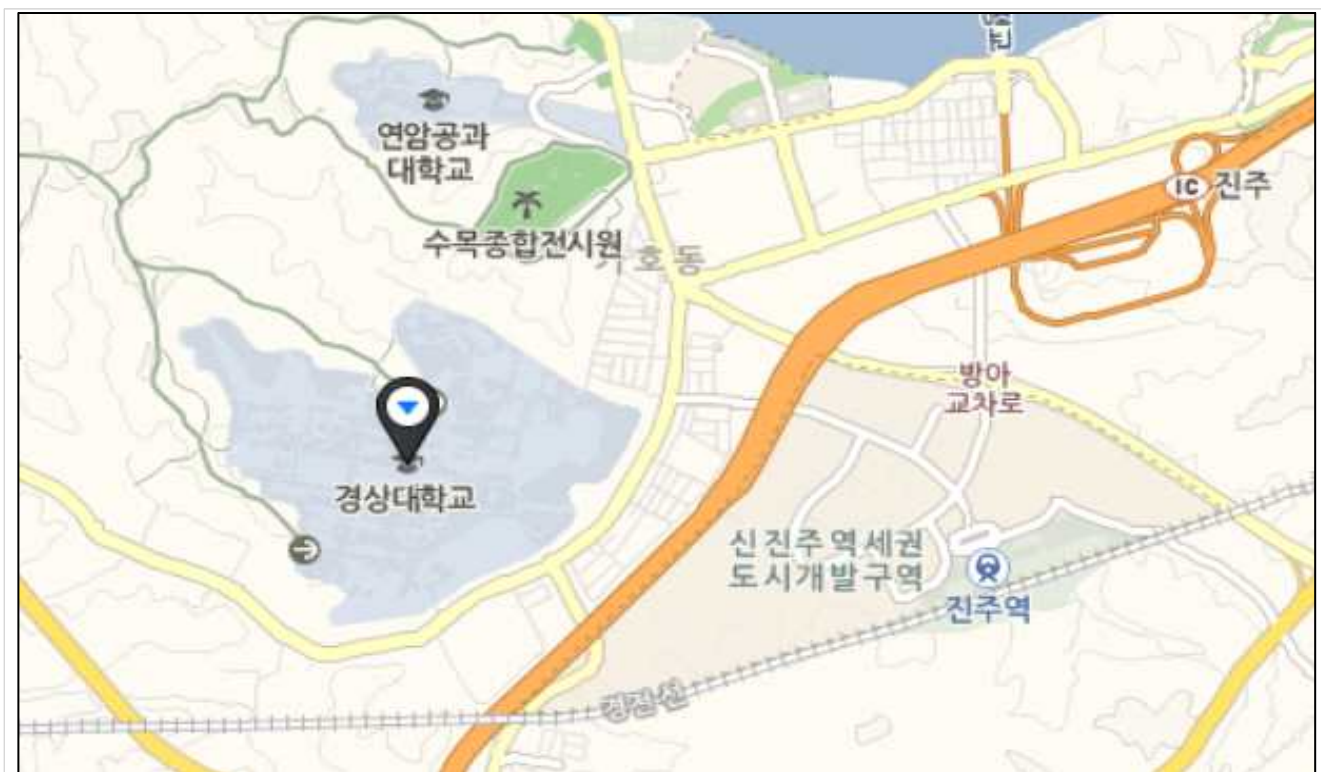 연암공과
대학교
IC 진주
수목종합전시원
호동
방아
교차로
경상대학교
신진주역세권
도시개발구역
진주역
경전선